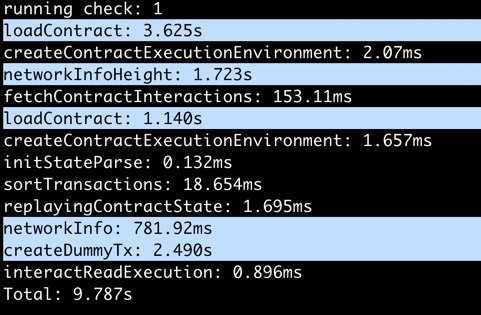 running check: 1
loadContract: 3.625s
createContractExecutionEnvironment: 2.07ms
networkInfoHeight: 1.723s
fetchContractInteractions: 153.11ms
loadContract: 1.140s
createContractExecutionEnvironment: 1.657ms
initStateParse: 0.132ms
sortTransactions: 18.654ms
replayingContractState: 1.695ms
networkInfo: 781.92ms
createDummyTx: 2.490s
interactReadExecution: 0.896ms
Total: 9.787s